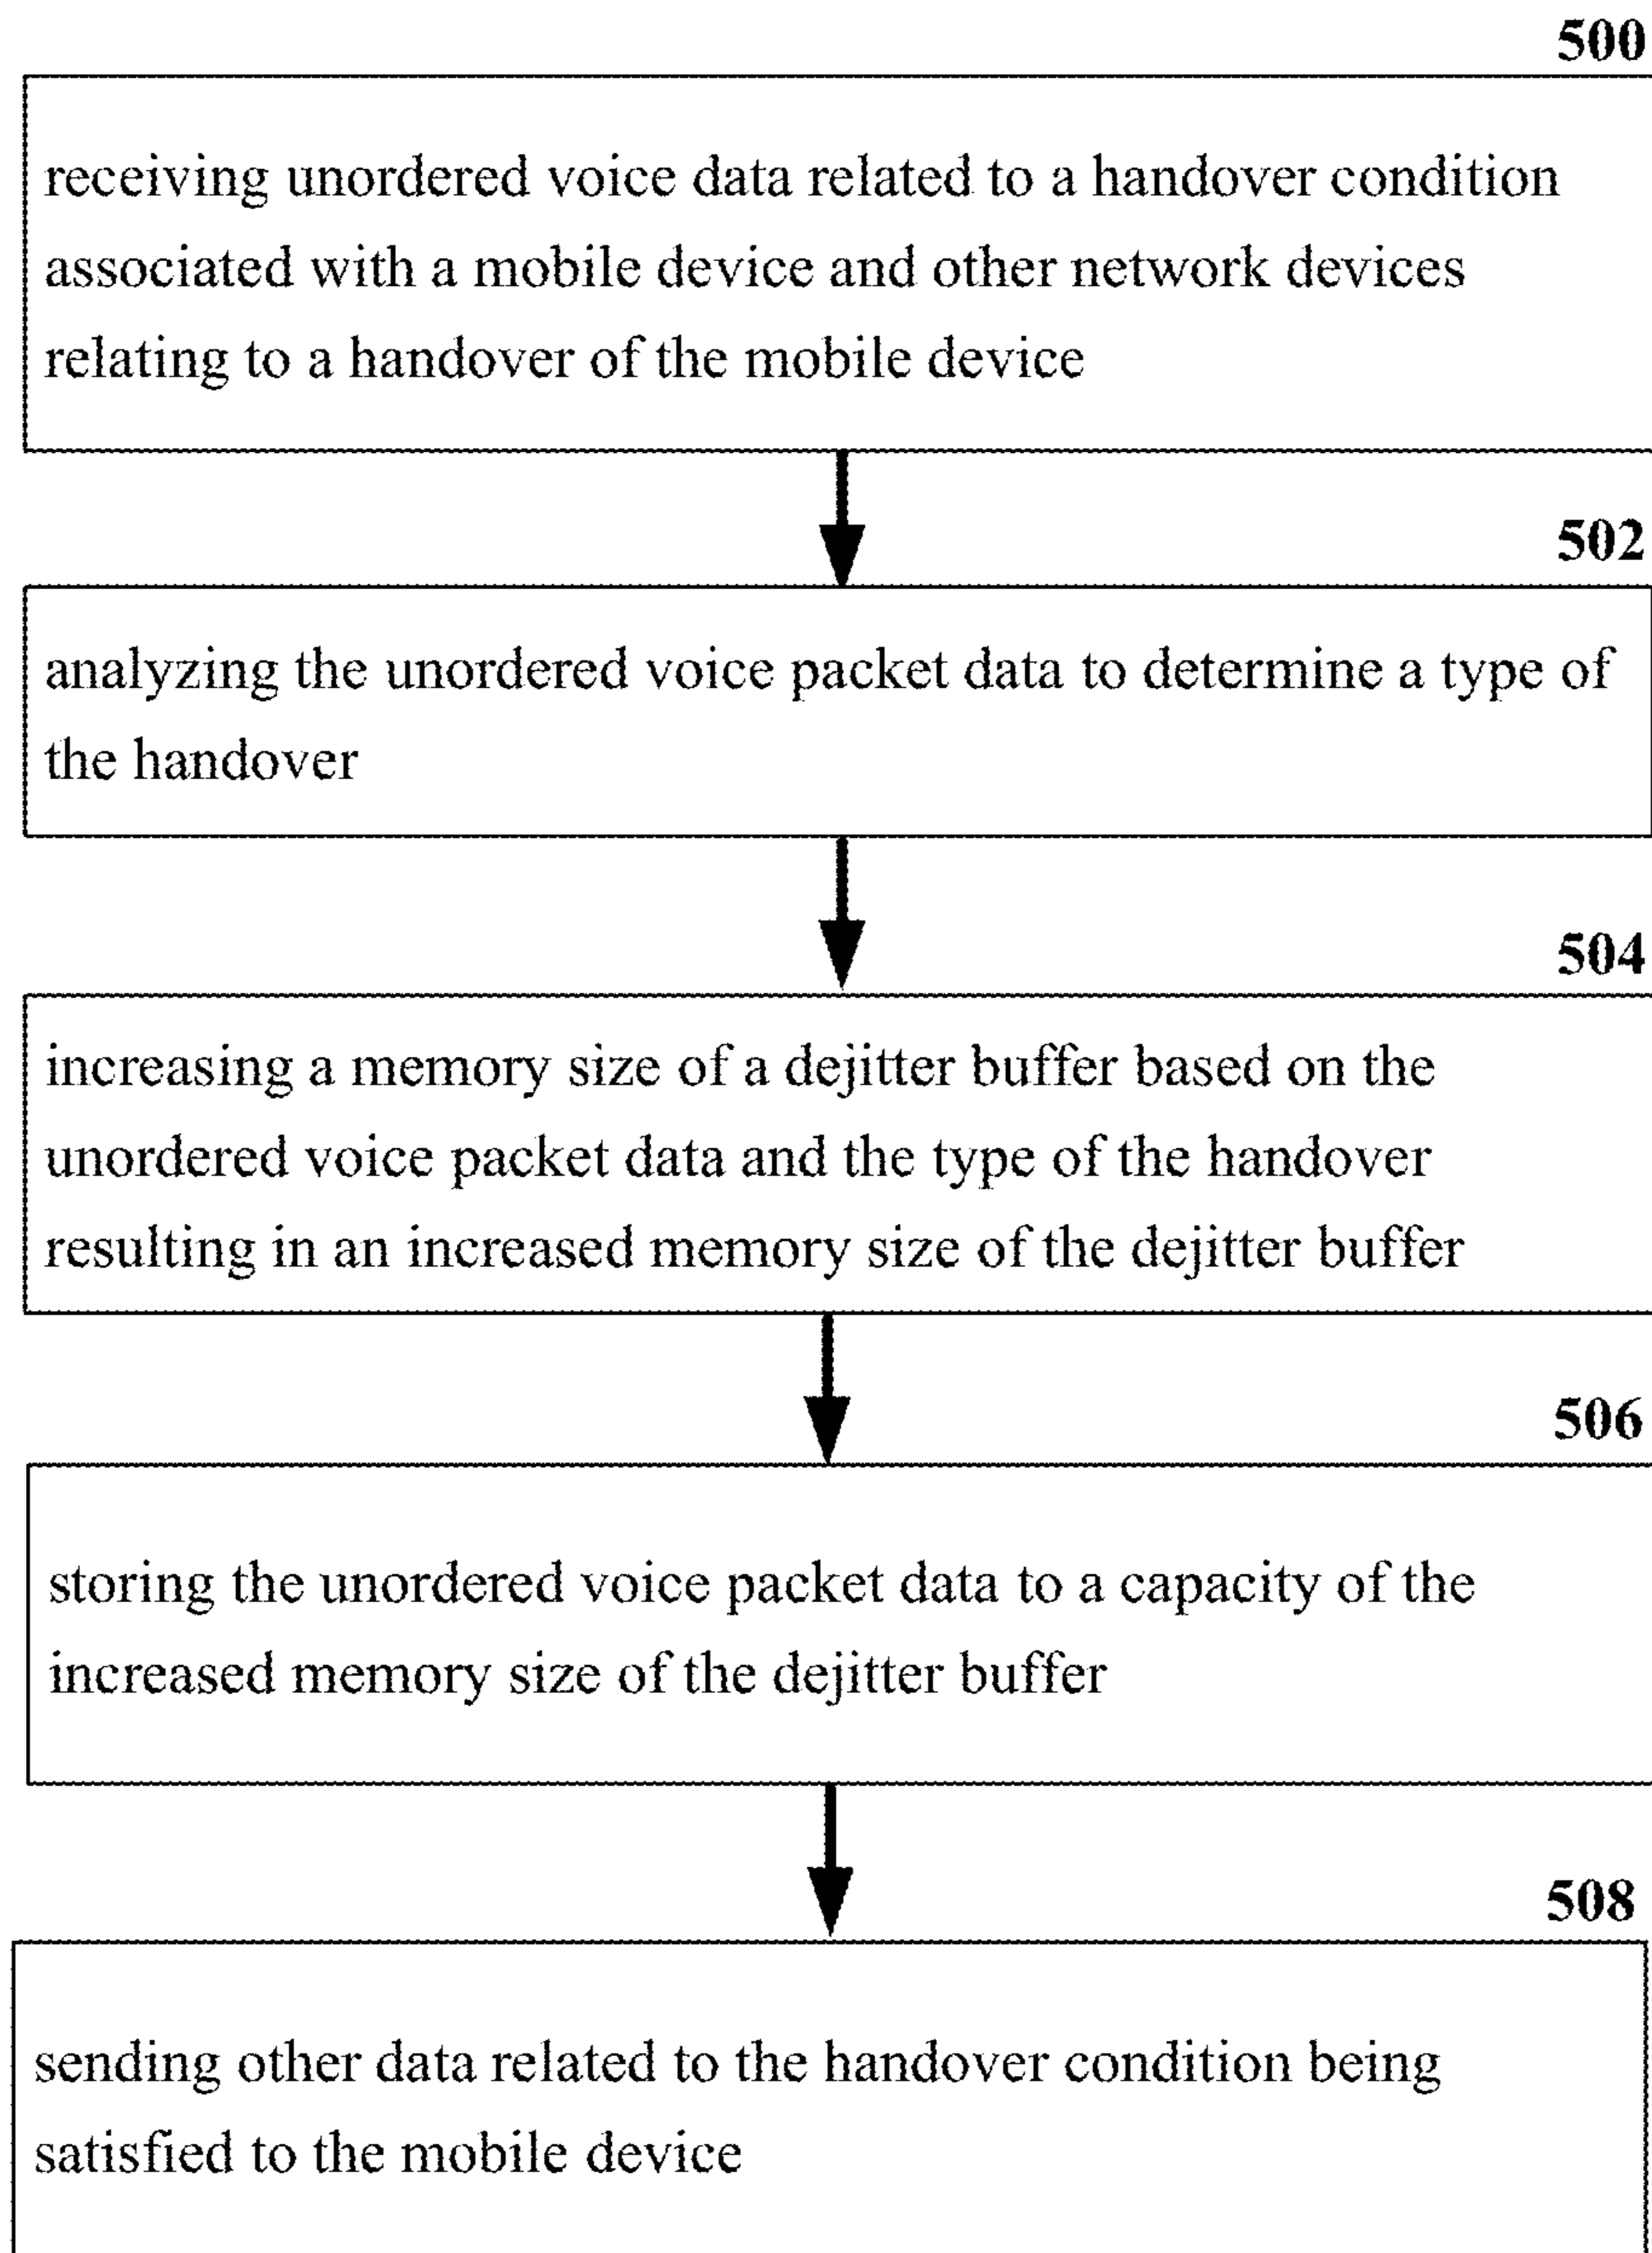 500
receiving unordered voice data related to a handover condition
associated with a mobile device and other network devices
relating to a handover of the mobile device
502
analyzing the unordered voice packet data to determine a type of
the handover
504
increasing a memory size of a dejitter buffer based on the
unordered voice packet data and the type of the handover
resulting in an increased memory size of the dejitter buffer
506
storing the unordered voice packet data to a capacity of the
increased memory size of the dejitter buffer
508
sending other data related to the handover condition being
satisfied to the mobile device